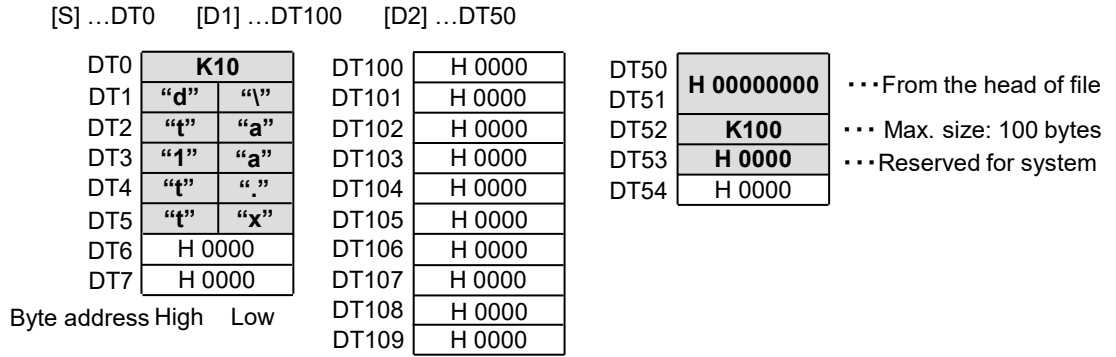 [S] …DT0 [D1] …DT100 [D2] …DT50
DT0 K10
DT1 “d” “\”
DT2 “t” “a”
DT3 “1” “a”
DT4 “t” “.”
DT5 “t” “x”
DT6 H 0000
DT7 H 0000
Byte address High Low
DT100 H 0000
DT101 H 0000
DT102 H 0000
DT103 H 0000
DT104 H 0000
DT105 H 0000
DT106 H 0000
DT107 H 0000
DT108 H 0000
DT109 H 0000
DT50 H 00000000 ･･･From the head of file
DT51
DT52 K100 ･･･ Max. size: 100 bytes
DT53 H 0000 ･･･Reserved for system
DT54 H 0000